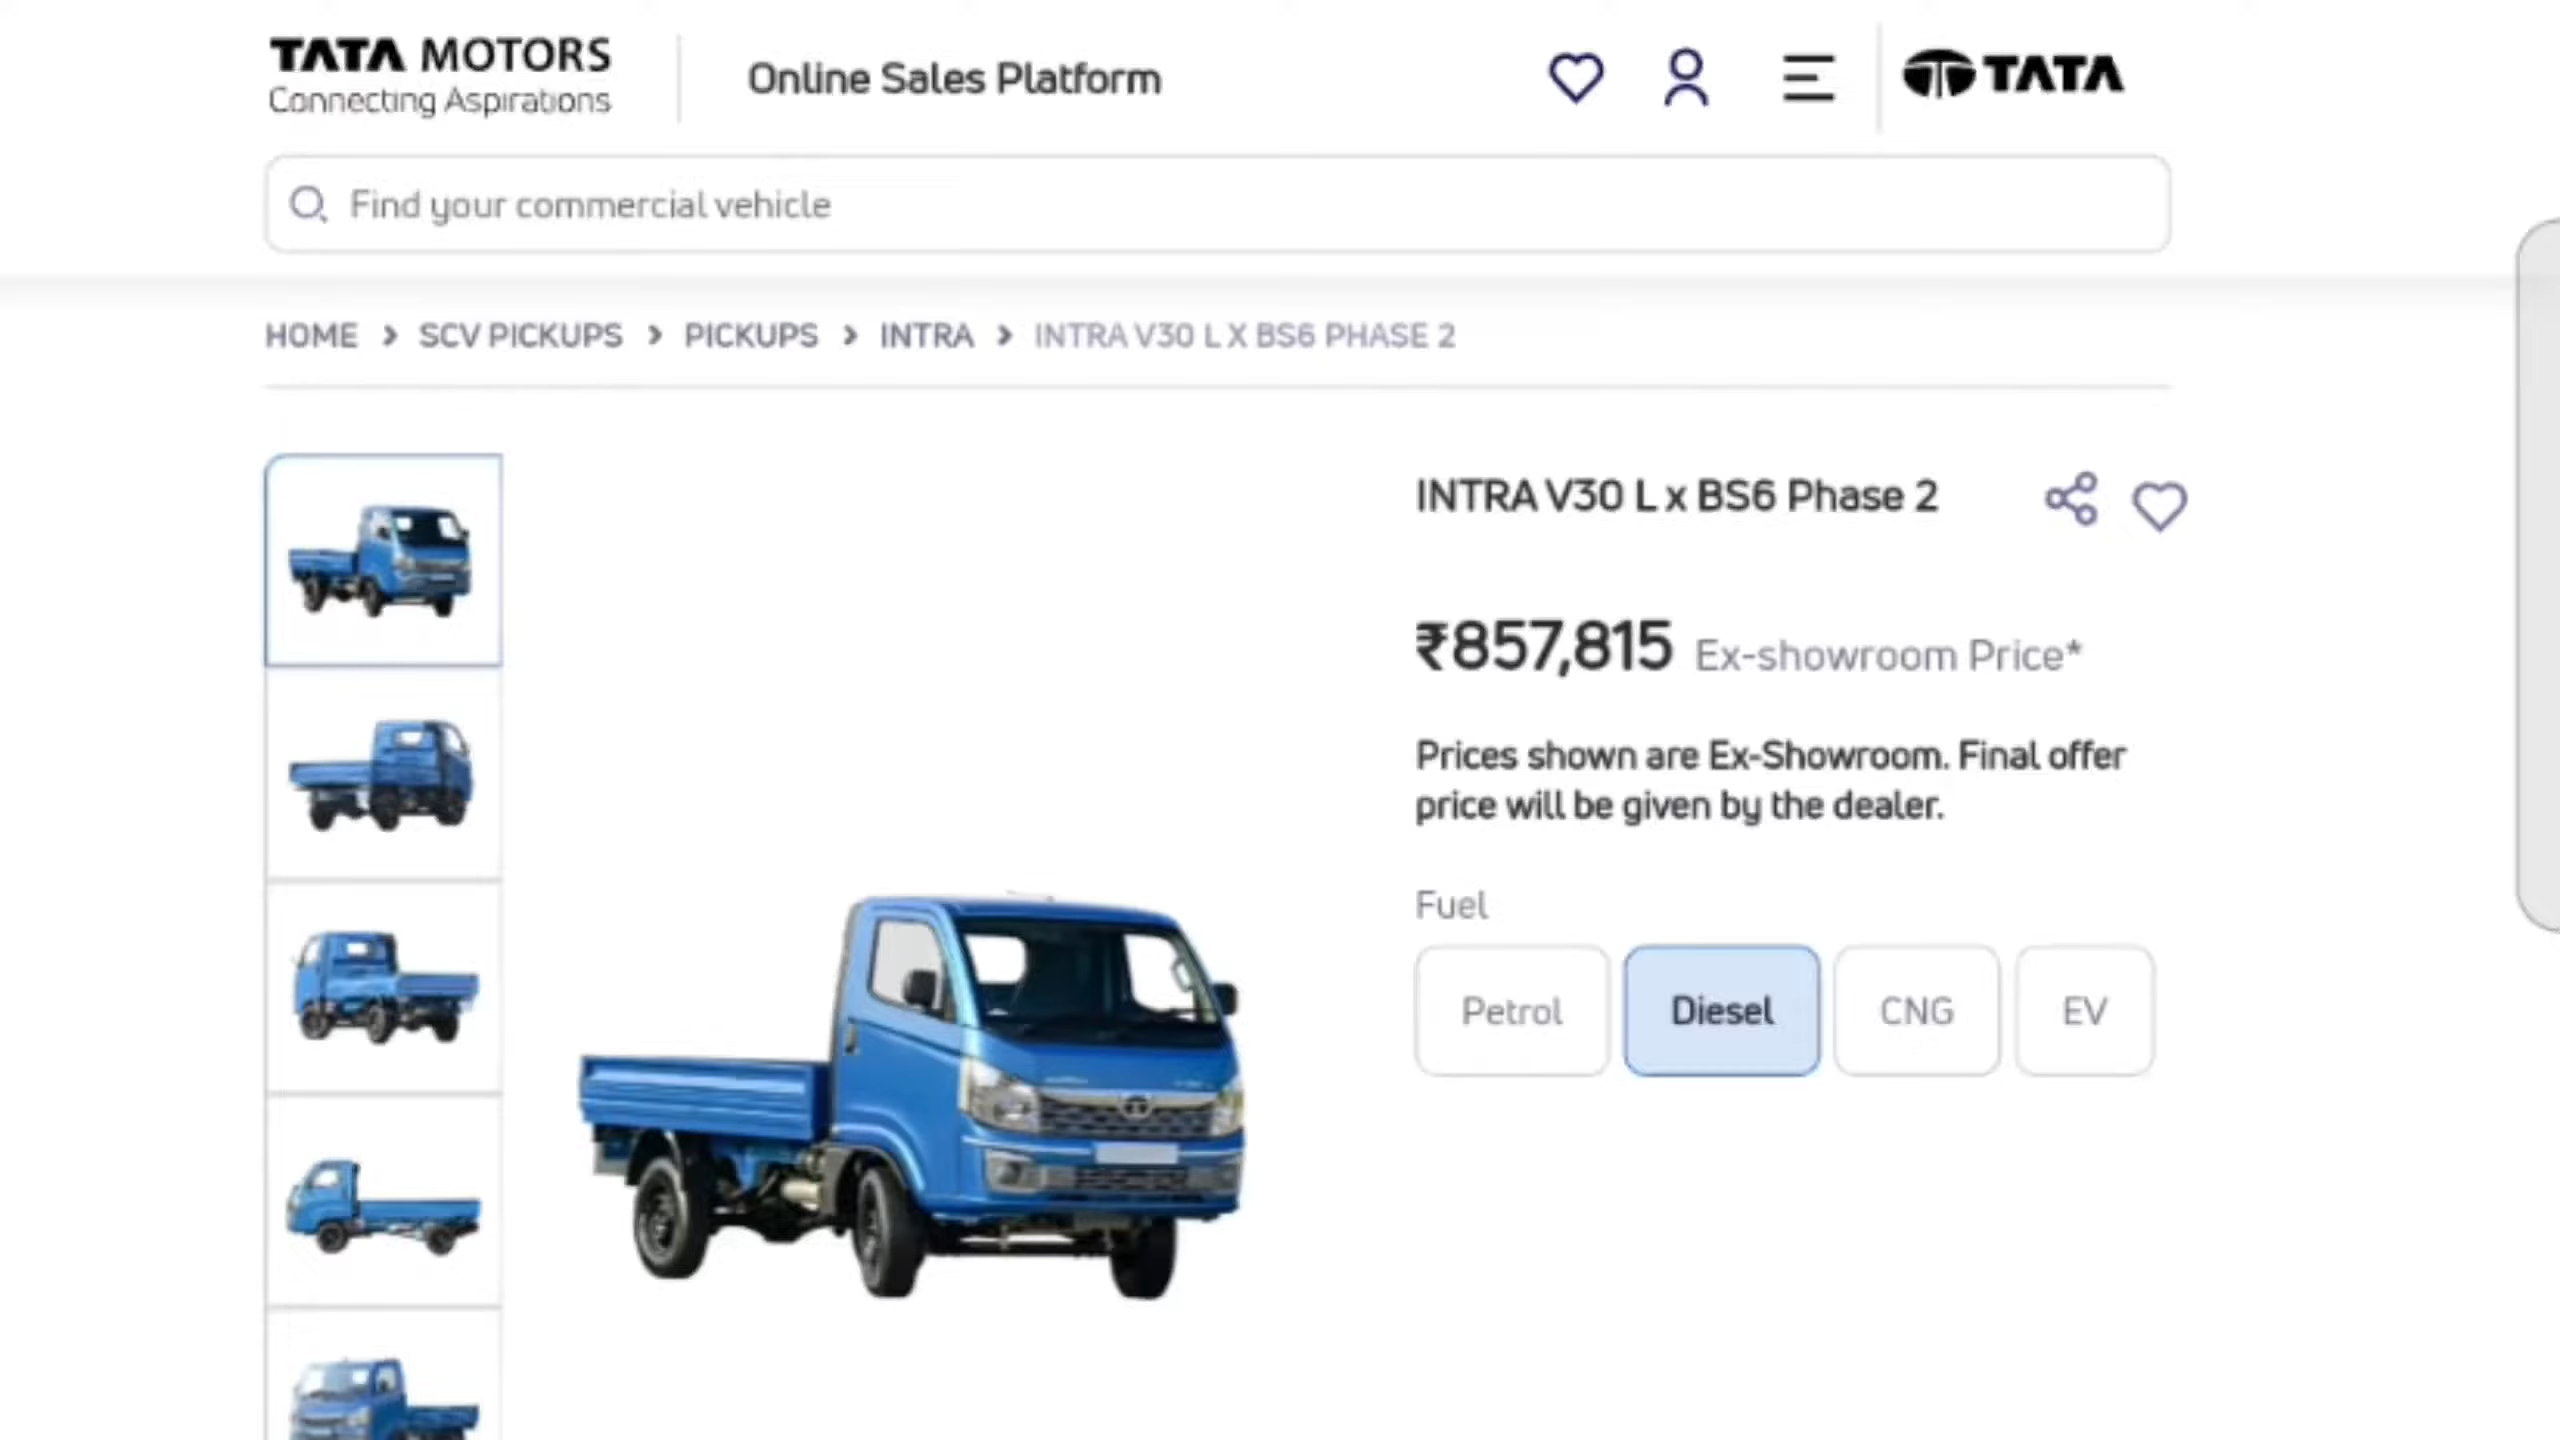 TATA MOTORS
Connecting Aspirations
Online Sales Platform
TATA
Find your commercial vehicle
HOME > SCV PICKUPS > PICKUPS > INTRA > INTRA V30 L X BS6 PHASE 2
INTRA V30 L x BS6 Phase 2
₹857,815 Ex-showroom Price*
Prices shown are Ex-Showroom. Final offer
price will be given by the dealer.
Fuel
Petrol Diesel CNG EV